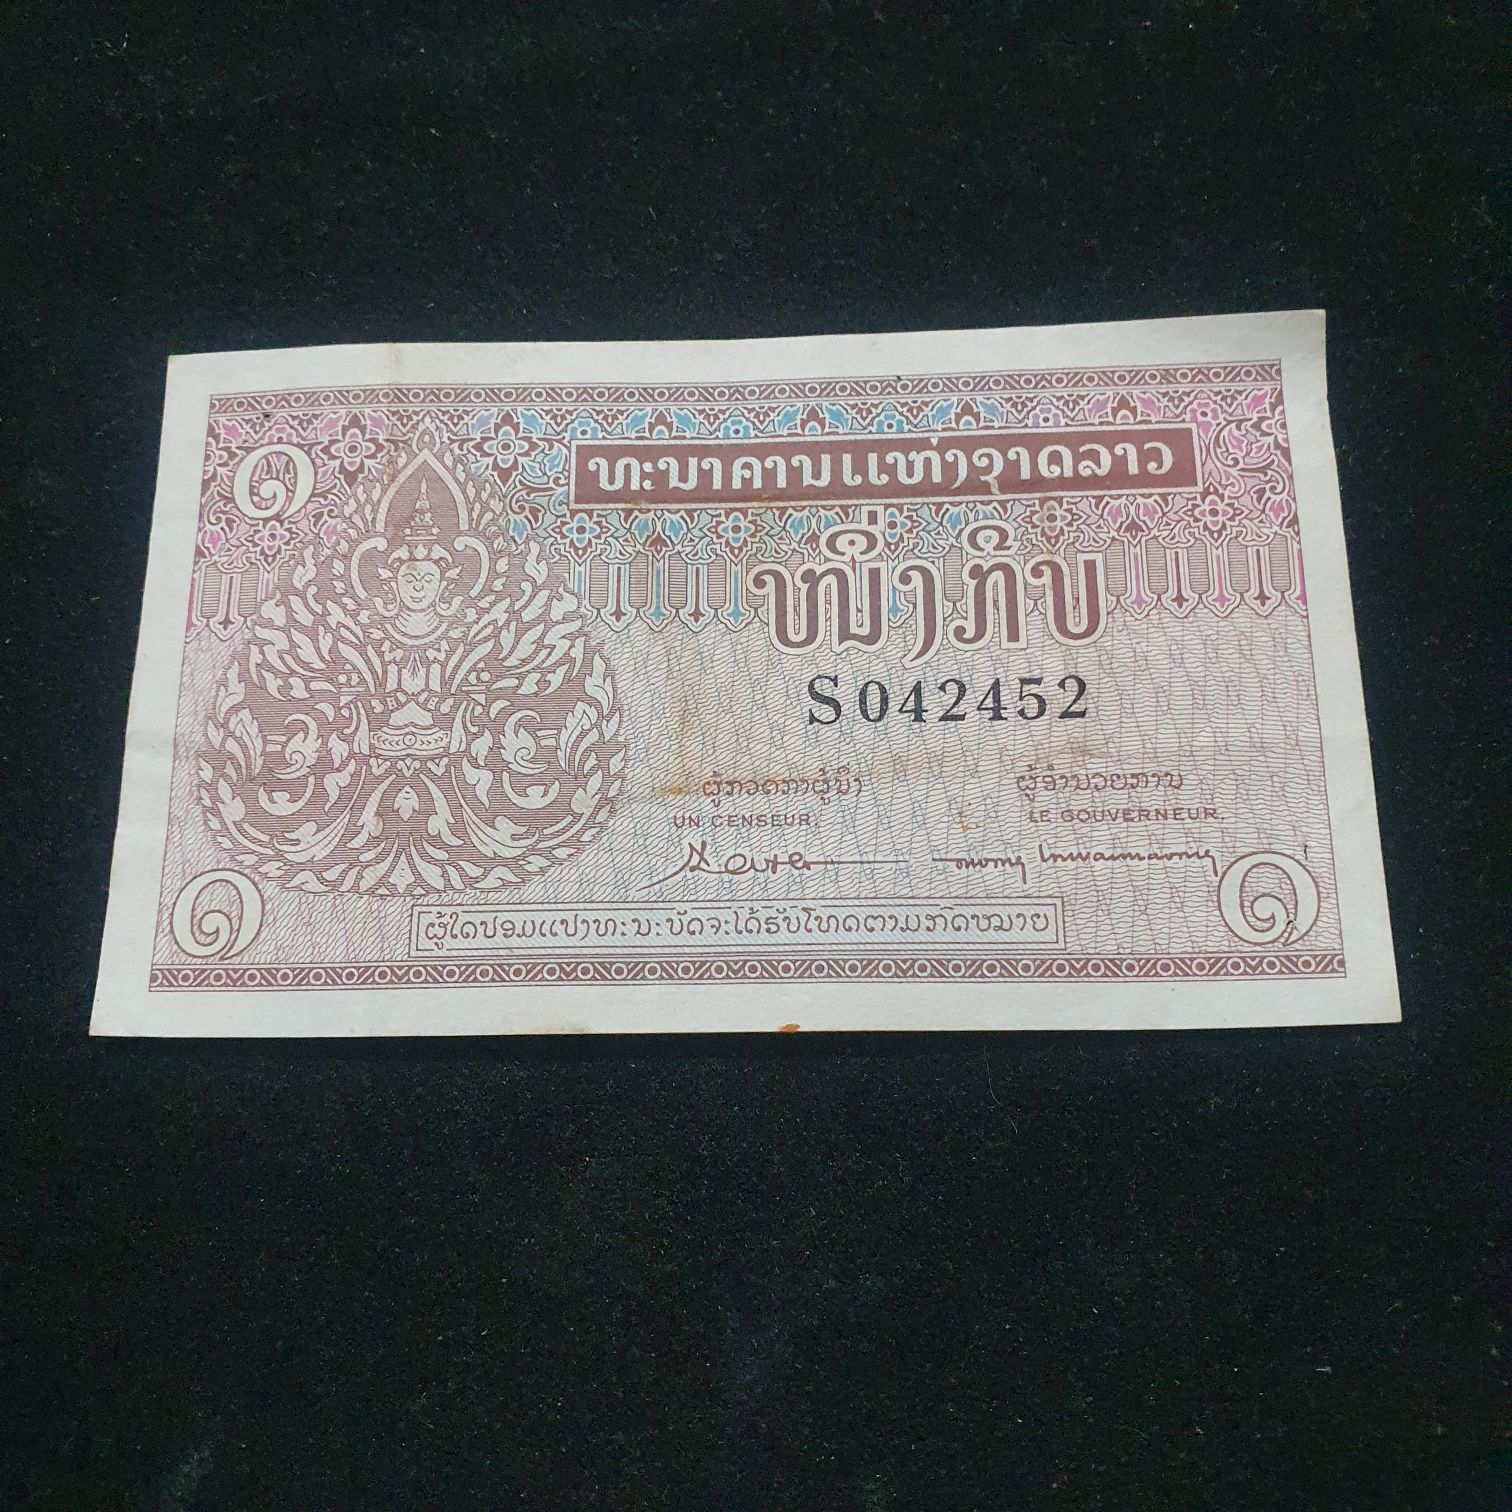 ໑
ທະນາຄານແຫ່ງຊາດລາວ
ໜຶ່ງກີບ
S042452
ຜູ້ກວດກາຜູ້ນຶ່ງ ຜູ້ອຳນວຍການ
UN CENSEUR. LE GOUVERNEUR.
໑ ໑
ຜູ້ໃດປອມແປງທະນະບັດຈະໄດ້ຮັບໂທດຕາມກົດໝາຍ